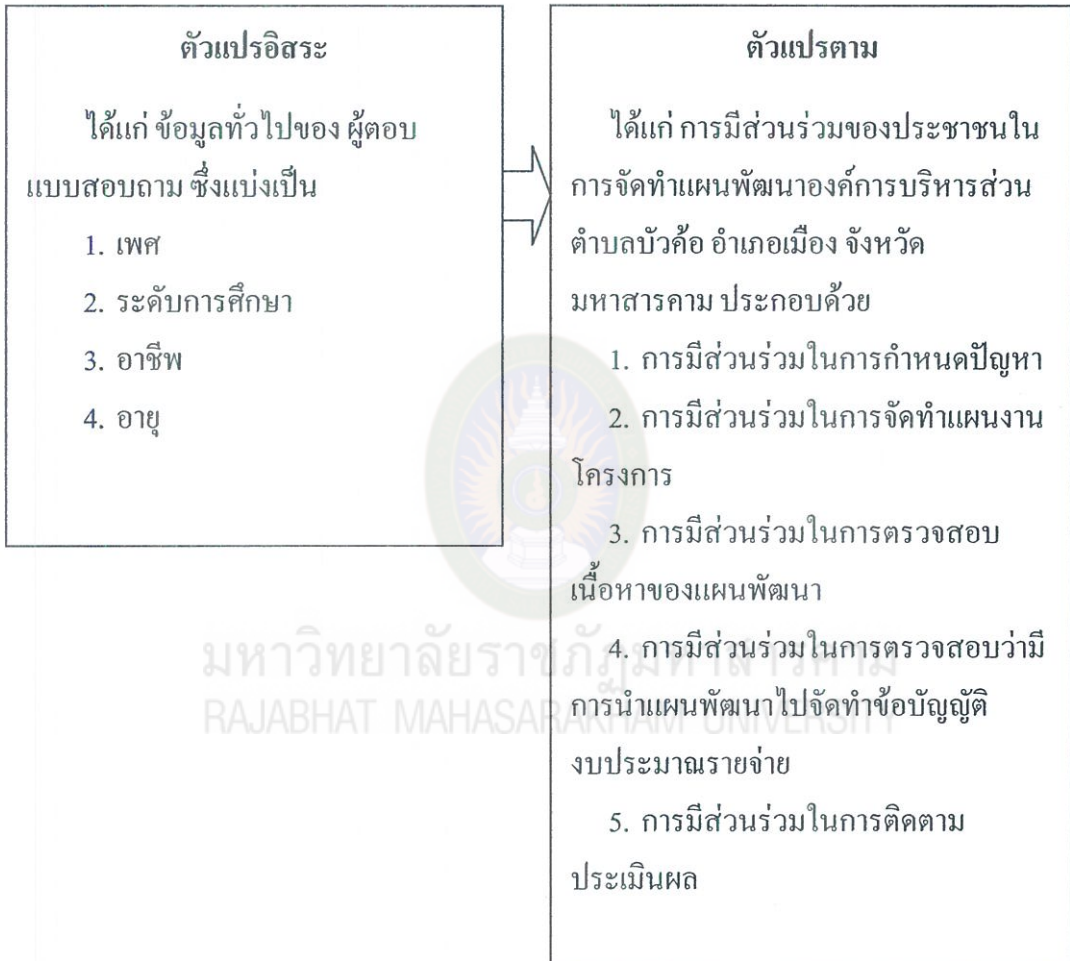 ตัวแปรอิสระ
ได้แก่ ข้อมูลทั่วไปของ ผู้ตอบ
แบบสอบถาม ซึ่งแบ่งเป็น
1. เพศ
2. ระดับการศึกษา
3. อาชีพ
4. อายุ
ตัวแปรตาม
ได้แก่ การมีส่วนร่วมของประชาชนใน
การจัดทำแผนพัฒนาองค์การบริหารส่วน
ตำบลบัวค้อ อำเภอเมือง จังหวัด
มหาสารคาม ประกอบด้วย
1. การมีส่วนร่วมในการกำหนดปัญหา
2. การมีส่วนร่วมในการจัดทำแผนงาน
โครงการ
3. การมีส่วนร่วมในการตรวจสอบ
เนื้อหาของแผนพัฒนา
4. การมีส่วนร่วมในการตรวจสอบว่ามี
การนำแผนพัฒนาไปจัดทำข้อบัญญัติ
งบประมาณรายจ่าย
5. การมีส่วนร่วมในการติดตาม
ประเมินผล
มหาวิทยาลัยราชภัฏมหาสารคาม
RAJABHAT MAHASARAKHAM UNIVERSITY